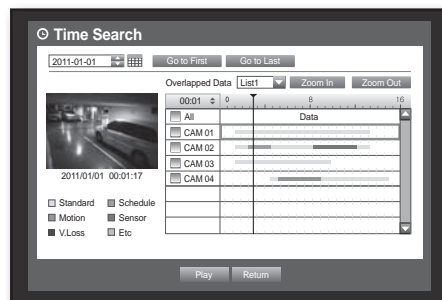 Time Search
2011-01-01 Go to First Go to Last
Overlapped Data List1 Zoom In Zoom Out
00:01 0 8 16
All Data
CAM 01
CAM 02
CAM 03
CAM 04
2011/01/01 00:01:17
Standard Schedule
Motion Sensor
V.Loss Etc
Play Return